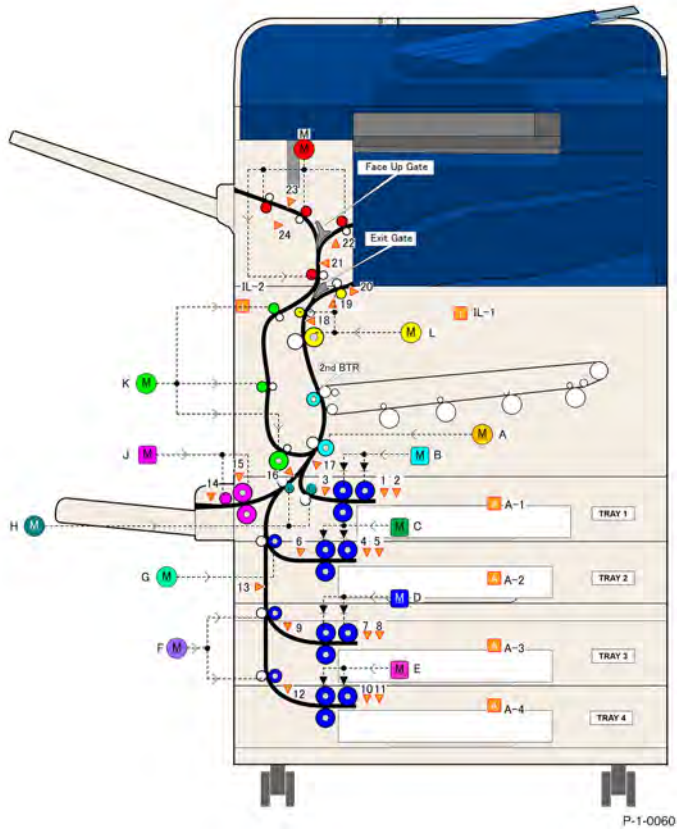 M
M
Face Up Gate
23
24
22
Exit Gate
21
IL-2
20
19
IL-1
18
M L
2nd BTR
K M
M A
J M
15
14
16
17
M B
3
1 2
A A-1
TRAY 1
H M
M C
6
4 5
G M
A A-2
TRAY 2
13
M D
9
7 8
F M
A A-3
TRAY 3
M E
12
10 11
A A-4
TRAY 4
P-1-0060